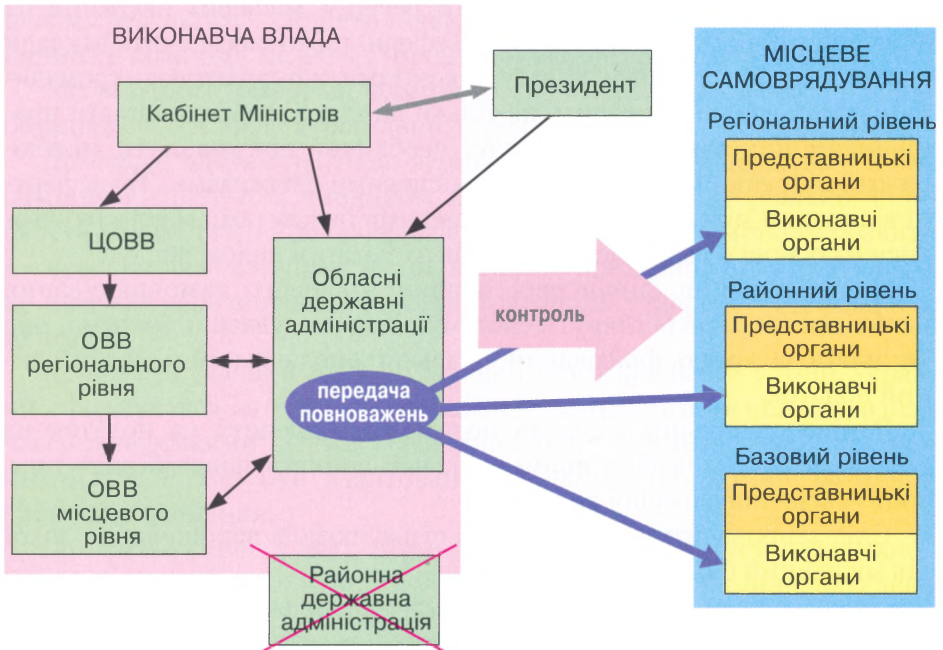 ВИКОНАВЧА ВЛАДА
Кабінет Міністрів
Президент
ЦОВВ
ОВВ
регіонального
рівня
ОВВ
місцевого
рівня
Обласні
державні
адміністрації
передача
повноважень
контроль
Районна
державна
адміністрація
МІСЦЕВЕ
САМОВРЯДУВАННЯ
Регіональний рівень
Представницькі
органи
Виконавчі
органи
Районний рівень
Представницькі
органи
Виконавчі
органи
Базовий рівень
Представницькі
органи
Виконавчі
органи